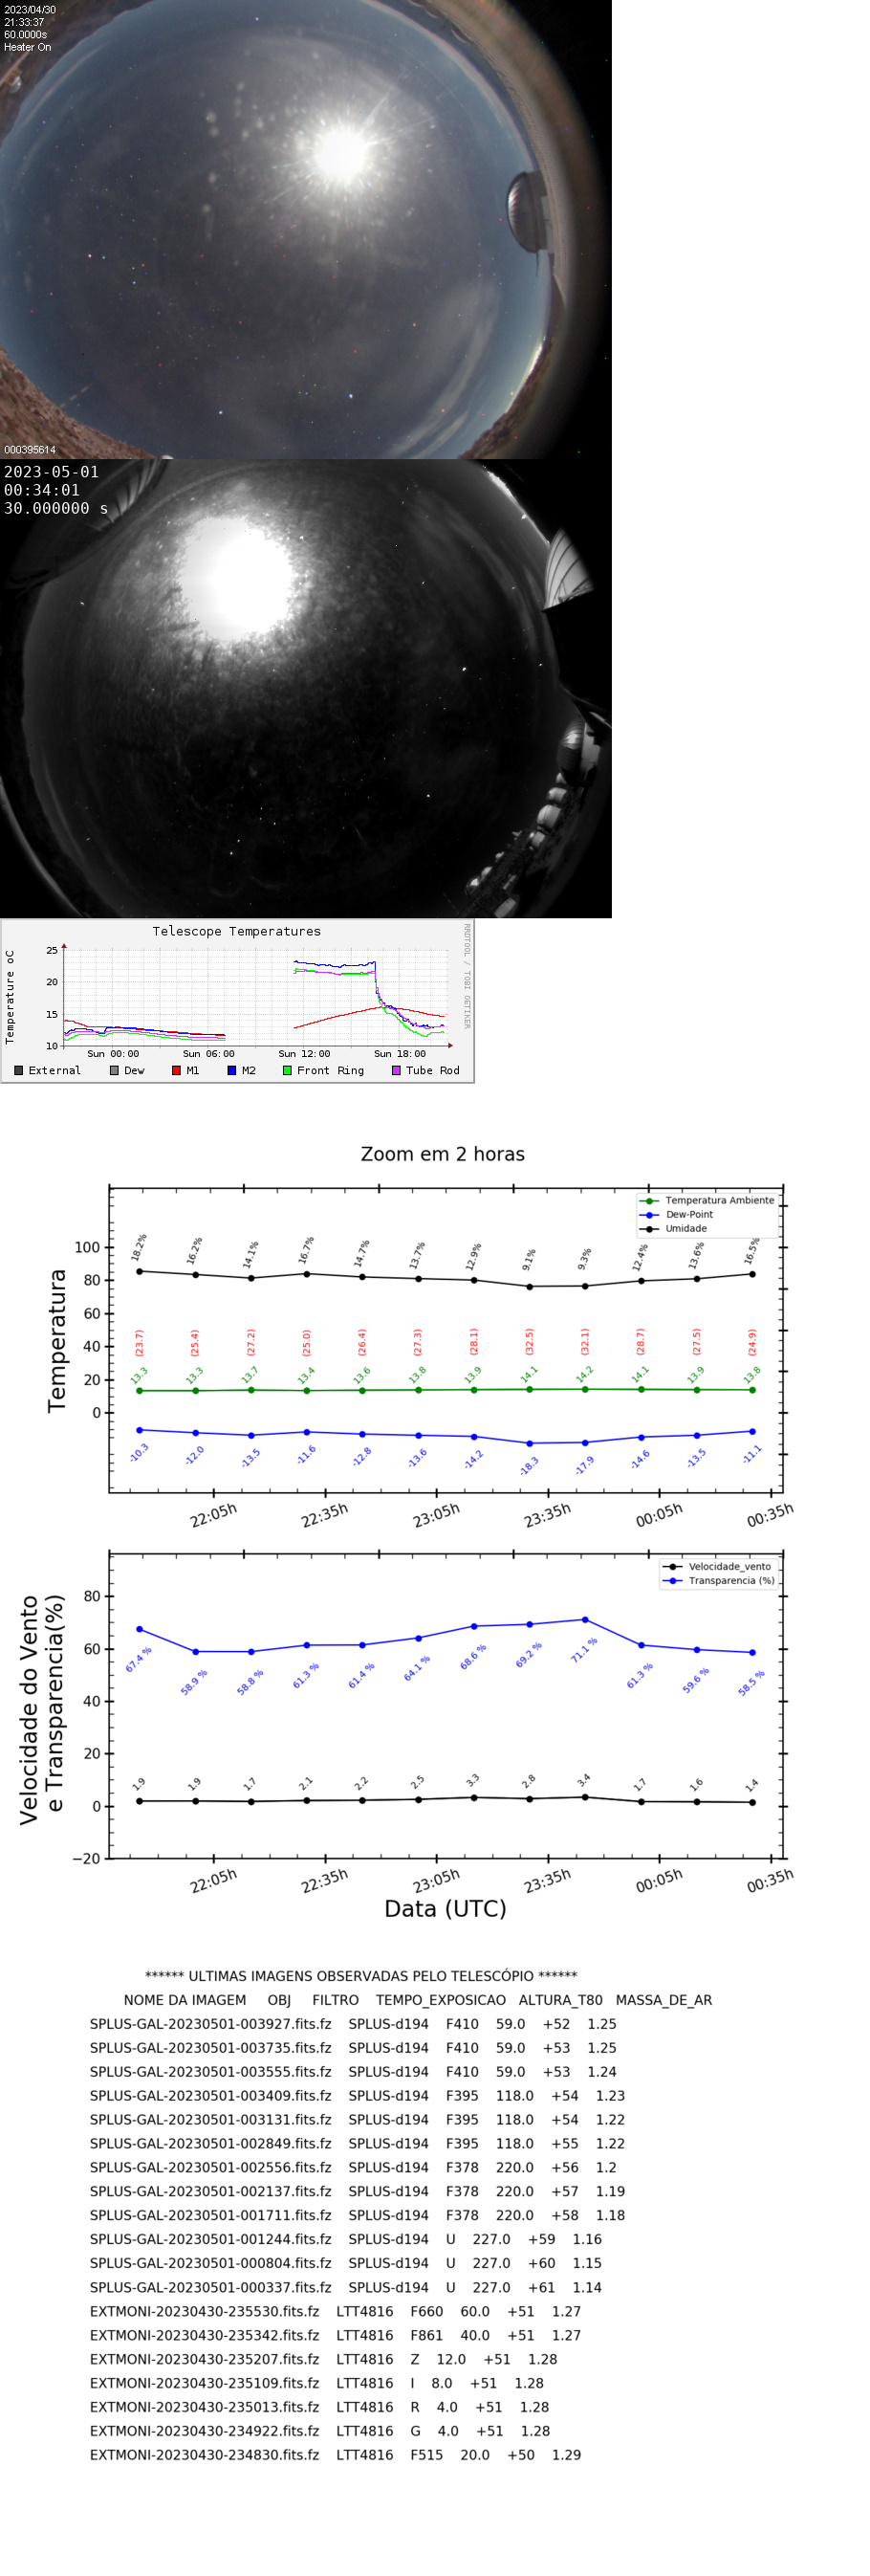 2023/04/30
21:33:37
60.0000s
Heater On
000395614
2023-05-01
00:34:01
30.000000 s
Telescope Temperatures
RRDTOOL / TOBI OETIKER
Temperature oC
25
20
15
10
Sun 00:00 Sun 06:00 Sun 12:00 Sun 18:00
External Dew M1 M2 Front Ring Tube Rod
Zoom em 2 horas
Temperatura Ambiente
Dew-Point
Umidade
Temperatura
100
80
60
40
20
0
18.2% 16.2% 14.1% 16.7% 14.7% 13.7% 12.9% 9.1% 9.3% 12.4% 13.6% 16.5%
(23.7) (25.4) (27.2) (25.0) (26.4) (27.3) (28.1) (32.5) (32.1) (28.7) (27.5) (24.9)
13.3 13.3 13.7 13.4 13.6 13.8 13.9 14.1 14.2 14.1 13.9 13.8
-10.3 -12.0 -13.5 -11.6 -12.8 -13.6 -14.2 -18.3 -17.9 -14.6 -13.5 -11.1
22:05h 22:35h 23:05h 23:35h 00:05h 00:35h
Velocidade_vento
Transparencia (%)
Velocidade do Vento
e Transparencia(%)
80
60
40
20
0
−20
67.4 % 58.9 % 58.8 % 61.3 % 61.4 % 64.1 % 68.6 % 69.2 % 71.1 % 61.3 % 59.6 % 58.5 %
1.9 1.9 1.7 2.1 2.2 2.5 3.3 2.8 3.4 1.7 1.6 1.4
22:05h 22:35h 23:05h 23:35h 00:05h 00:35h
Data (UTC)
****** ULTIMAS IMAGENS OBSERVADAS PELO TELESCÓPIO ******
NOME DA IMAGEM OBJ FILTRO TEMPO_EXPOSICAO ALTURA_T80 MASSA_DE_AR
SPLUS-GAL-20230501-003927.fits.fz SPLUS-d194 F410 59.0 +52 1.25
SPLUS-GAL-20230501-003735.fits.fz SPLUS-d194 F410 59.0 +53 1.25
SPLUS-GAL-20230501-003555.fits.fz SPLUS-d194 F410 59.0 +53 1.24
SPLUS-GAL-20230501-003409.fits.fz SPLUS-d194 F395 118.0 +54 1.23
SPLUS-GAL-20230501-003131.fits.fz SPLUS-d194 F395 118.0 +54 1.22
SPLUS-GAL-20230501-002849.fits.fz SPLUS-d194 F395 118.0 +55 1.22
SPLUS-GAL-20230501-002556.fits.fz SPLUS-d194 F378 220.0 +56 1.2
SPLUS-GAL-20230501-002137.fits.fz SPLUS-d194 F378 220.0 +57 1.19
SPLUS-GAL-20230501-001711.fits.fz SPLUS-d194 F378 220.0 +58 1.18
SPLUS-GAL-20230501-001244.fits.fz SPLUS-d194 U 227.0 +59 1.16
SPLUS-GAL-20230501-000804.fits.fz SPLUS-d194 U 227.0 +60 1.15
SPLUS-GAL-20230501-000337.fits.fz SPLUS-d194 U 227.0 +61 1.14
EXTMONI-20230430-235530.fits.fz LTT4816 F660 60.0 +51 1.27
EXTMONI-20230430-235342.fits.fz LTT4816 F861 40.0 +51 1.27
EXTMONI-20230430-235207.fits.fz LTT4816 Z 12.0 +51 1.28
EXTMONI-20230430-235109.fits.fz LTT4816 I 8.0 +51 1.28
EXTMONI-20230430-235013.fits.fz LTT4816 R 4.0 +51 1.28
EXTMONI-20230430-234922.fits.fz LTT4816 G 4.0 +51 1.28
EXTMONI-20230430-234830.fits.fz LTT4816 F515 20.0 +50 1.29